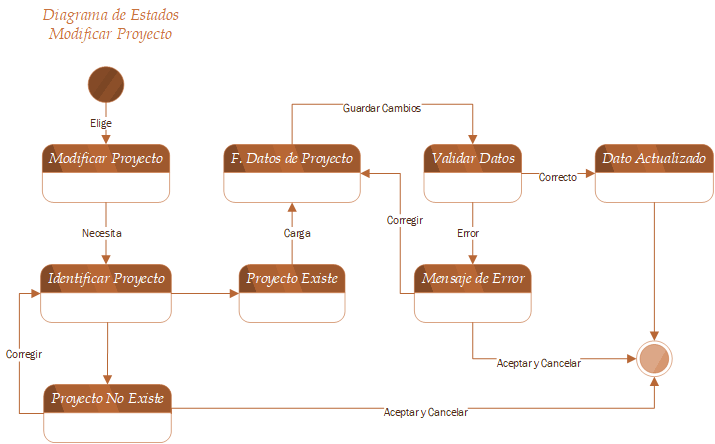 Diagrama de Estados
Modificar Proyecto
Elige
Guardar Cambios
Modificar Proyecto
F. Datos de Proyecto
Validar Datos
Dato Actualizado
Correcto
Corregir
Necesita
Carga
Error
Identificar Proyecto
Proyecto Existe
Mensaje de Error
Corregir
Aceptar y Cancelar
Proyecto No Existe
Aceptar y Cancelar